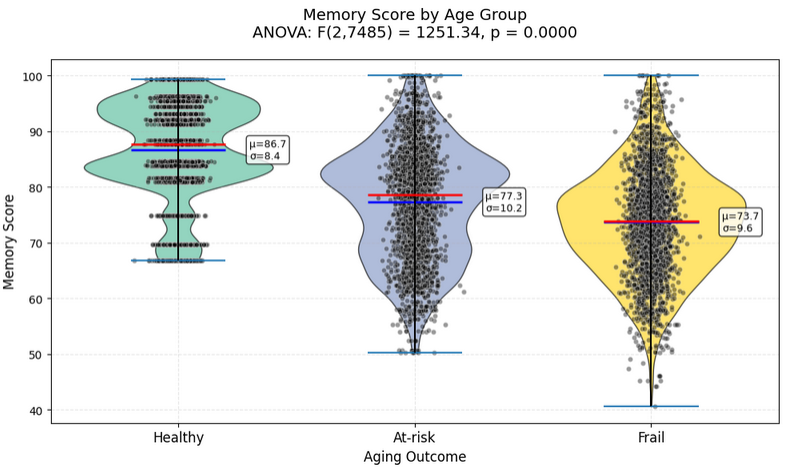 Memory Score by Age Group
ANOVA: F(2,7485) = 1251.34, p = 0.0000
Memory Score
100
90
80
70
60
50
40
μ=86.7
σ=8.4
μ=77.3
σ=10.2
μ=73.7
σ=9.6
Healthy
At-risk
Frail
Aging Outcome